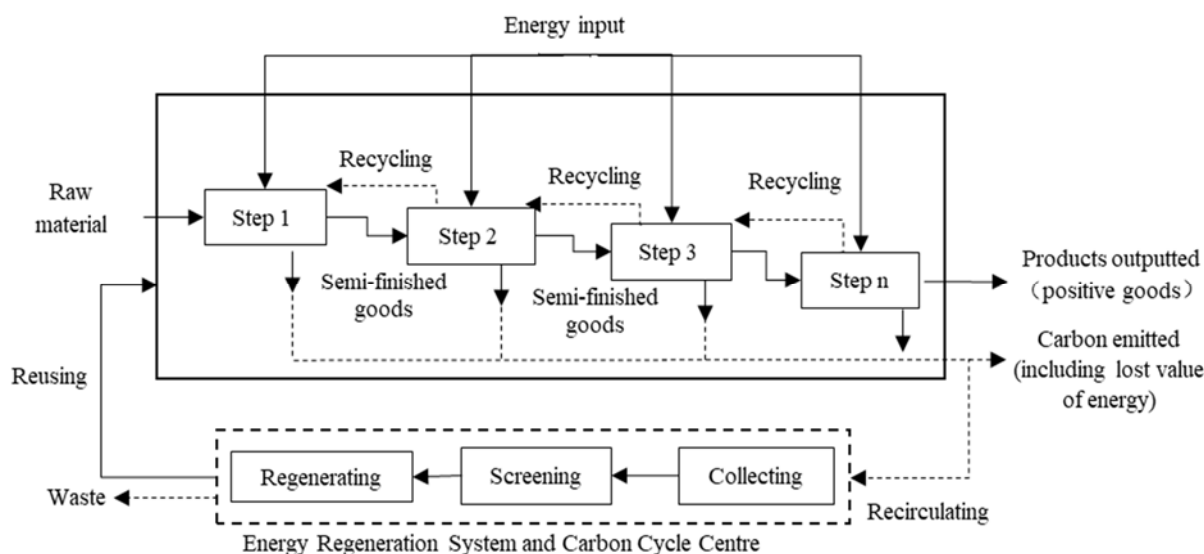 Energy input
Recycling
Recycling
Recycling
Raw
material
Step 1
Step 2
Step 3
Step n
Semi-finished
goods
Semi-finished
goods
Products outputted
（positive goods）
Carbon emitted
(including lost value
of energy)
Reusing
Regenerating
Screening
Collecting
Waste
Recirculating
Energy Regeneration System and Carbon Cycle Centre